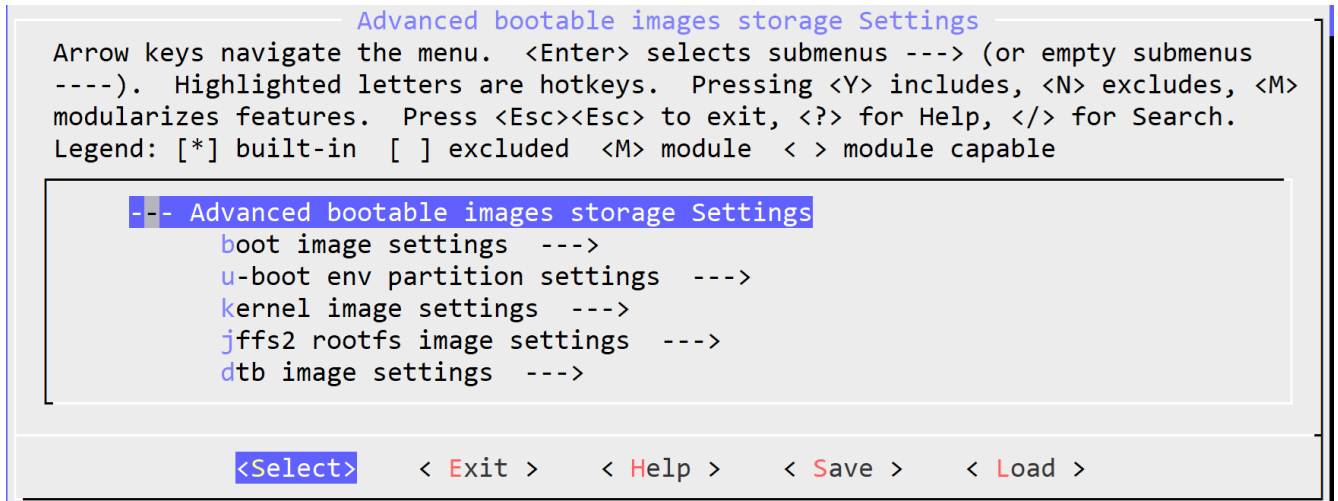 Advanced bootable images storage Settings
Arrow keys navigate the menu.  <Enter> selects submenus ---> (or empty submenus
----).  Highlighted letters are hotkeys.  Pressing <Y> includes, <N> excludes, <M>
modularizes features.  Press <Esc><Esc> to exit, <?> for Help, </> for Search.
Legend: [*] built-in  [ ] excluded  <M> module  < > module capable
--- Advanced bootable images storage Settings
boot image settings  --->
u-boot env partition settings  --->
kernel image settings  --->
jffs2 rootfs image settings  --->
dtb image settings  --->
<Select>    < Exit >    < Help >    < Save >    < Load >